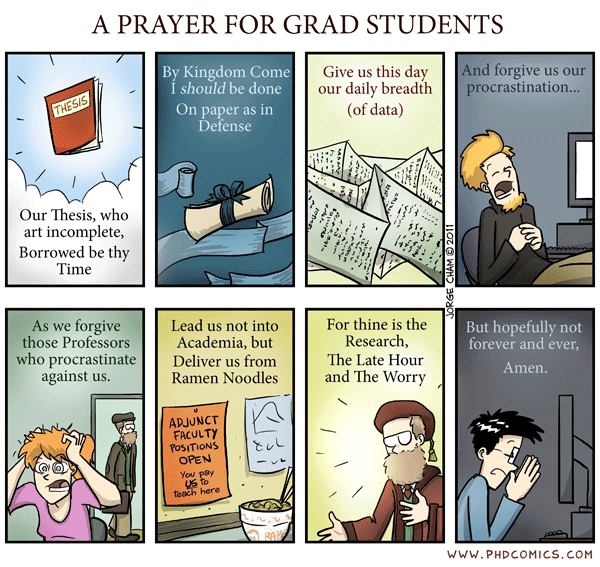 A PRAYER FOR GRAD STUDENTS
THESIS
Our Thesis, who
art incomplete,
Borrowed be thy
Time
By Kingdom Come
I should be done
On paper as in
Defense
Give us this day
our daily breadth
(of data)
And forgive us our
procrastination...
JORGE CHAM © 2011
As we forgive
those Professors
who procrastinate
against us.
Lead us not into
Academia, but
Deliver us from
Ramen Noodles
ADJUNCT
FACULTY
POSITIONS
OPEN
You pay
US to
teach here
For thine is the
Research,
The Late Hour
and The Worry
But hopefully not
forever and ever,
Amen.
WWW.PHDCOMICS.COM